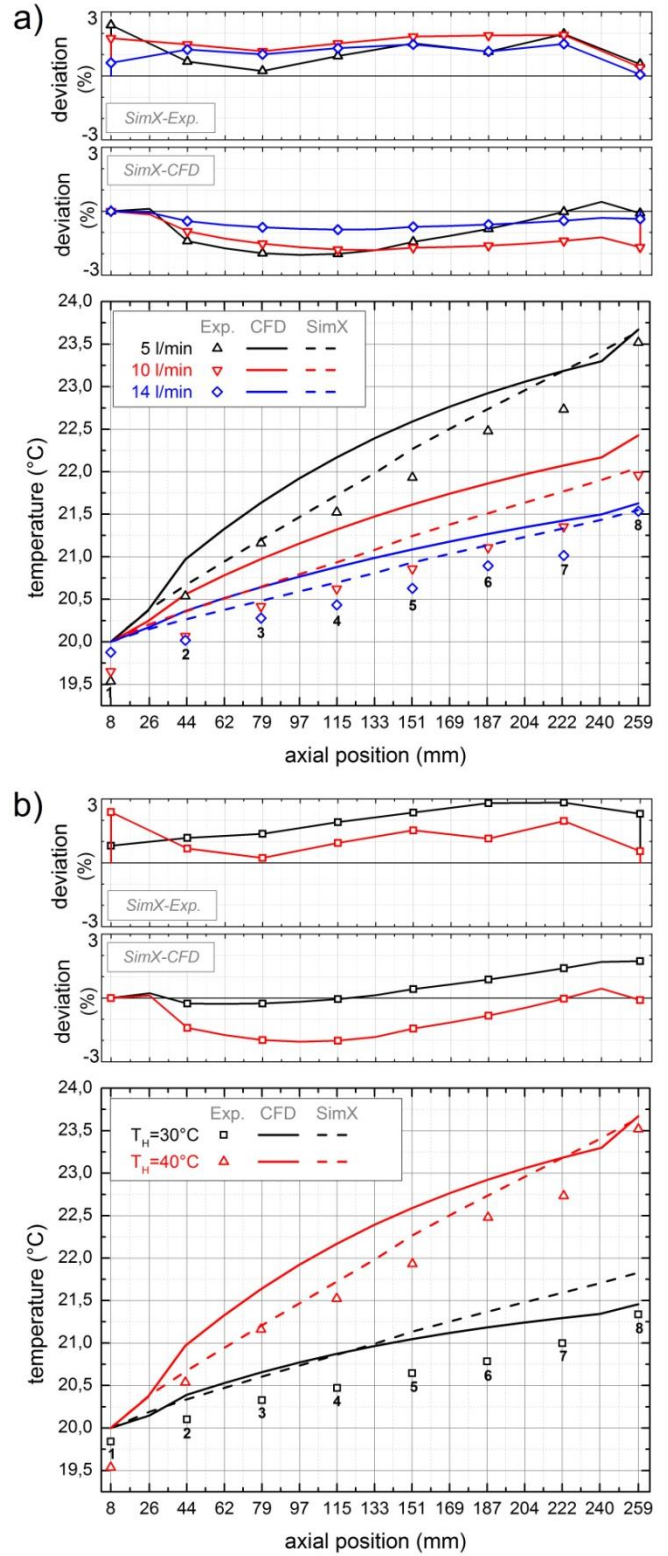 a)
3
deviation (%)
SimX-Exp.
-3
3
deviation (%)
SimX-CFD
-3
24,0
23,5
23,0
22,5
22,0
21,5
21,0
20,5
20,0
19,5
temperature (°C)
Exp. CFD SimX
5 l/min
10 l/min
14 l/min
1
2
3
4
5
6
7
8
8 26 44 62 79 97 115 133 151 169 187 204 222 240 259
axial position (mm)
b)
3
deviation (%)
SimX-Exp.
-3
3
deviation (%)
SimX-CFD
-3
24,0
23,5
23,0
22,5
22,0
21,5
21,0
20,5
20,0
19,5
temperature (°C)
Exp. CFD SimX
T_H=30°C
T_H=40°C
1
2
3
4
5
6
7
8
8 26 44 62 79 97 115 133 151 169 187 204 222 240 259
axial position (mm)